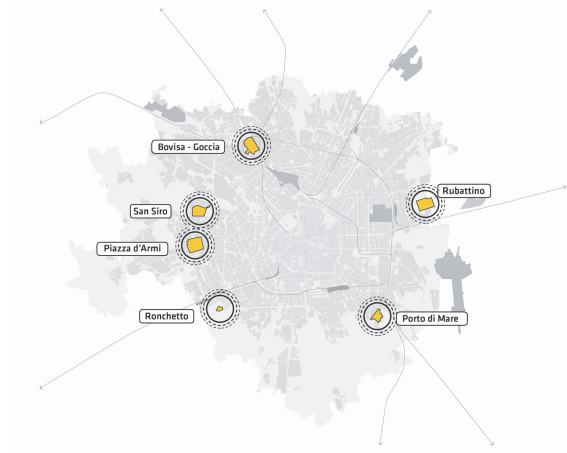 Bovisa - Goccia
Rubattino
San Siro
Piazza d'Armi
Ronchetto
Porto di Mare